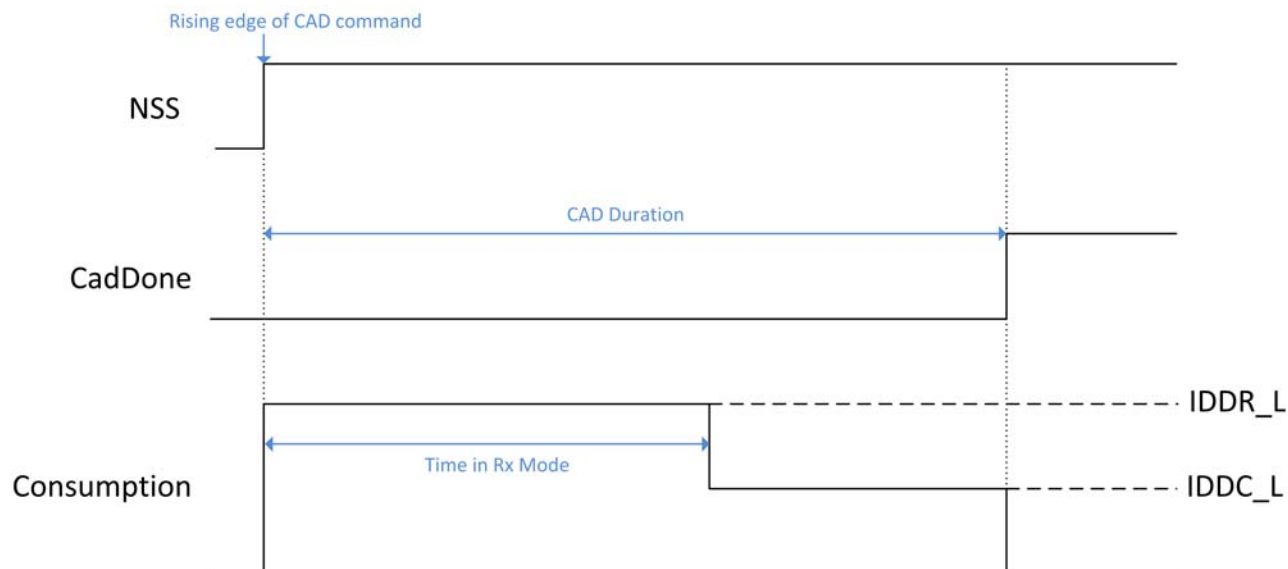 Rising edge of CAD command
NSS
CAD Duration
CadDone
IDDR_L
Time in Rx Mode
Consumption
IDDC_L